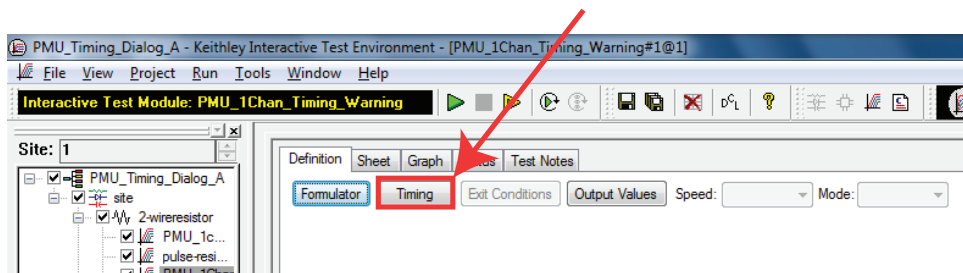 PMU_Timing_Dialog_A - Keithley Interactive Test Environment - [PMU_1Chan_Timing_Warning#1@1]
File View Project Run Tools Window Help
Interactive Test Module: PMU_1Chan_Timing_Warning
Site: 1
Definition Sheet Graph Test Notes
PMU_Timing_Dialog_A
Formulator Timing Exit Conditions Output Values Speed: Mode:
site
2-wireresistor
PMU_1c...
pulse-resi...
PMU_1Chan